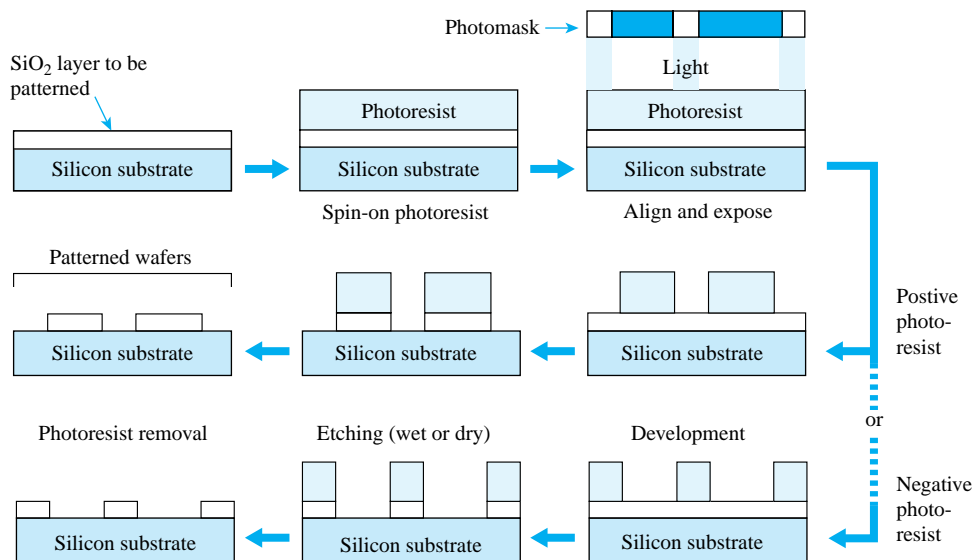 Photomask
SiO₂ layer to be
patterned
Light
Photoresist
Photoresist
Silicon substrate
Silicon substrate
Silicon substrate
Spin-on photoresist
Align and expose
Patterned wafers
Postive
photo-
resist
Silicon substrate
Silicon substrate
Silicon substrate
or
Photoresist removal
Etching (wet or dry)
Development
Negative
photo-
resist
Silicon substrate
Silicon substrate
Silicon substrate